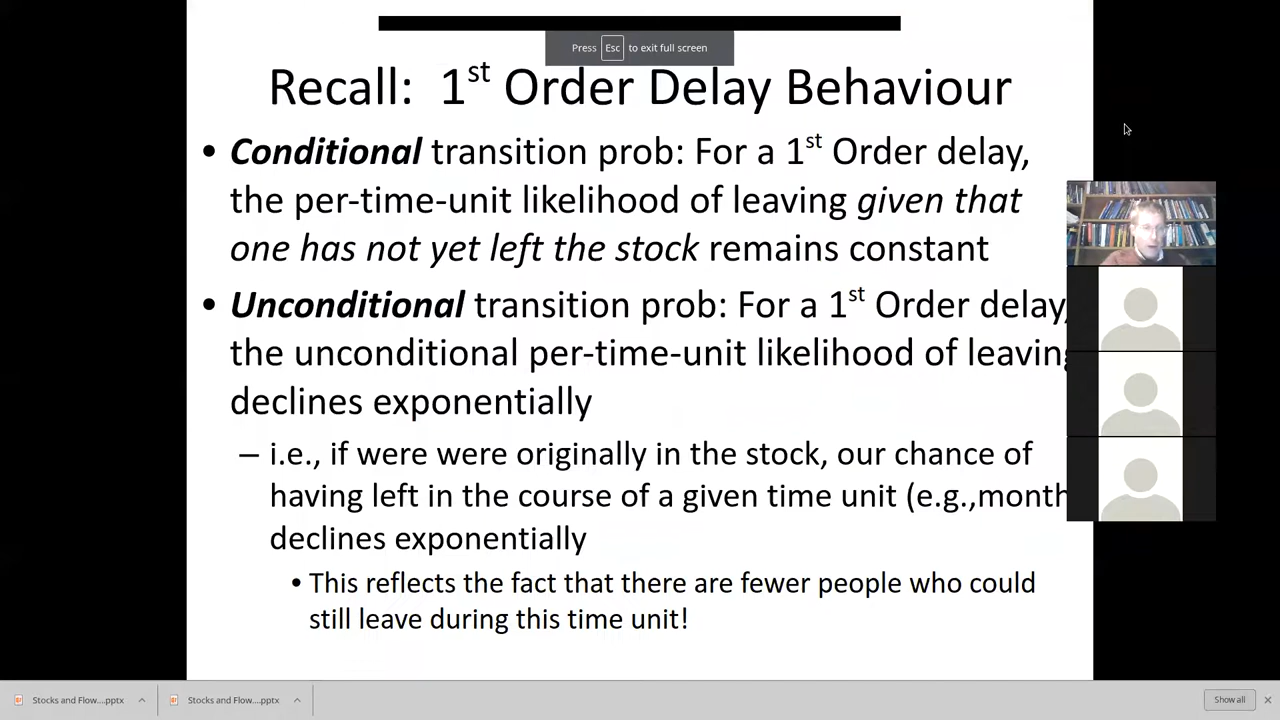 Press Esc to exit full screen
Recall: 1st Order Delay Behaviour
• Conditional transition prob: For a 1st Order delay,
the per-time-unit likelihood of leaving given that
one has not yet left the stock remains constant
• Unconditional transition prob: For a 1st Order delay,
the unconditional per-time-unit likelihood of leaving
declines exponentially
– i.e., if were were originally in the stock, our chance of
having left in the course of a given time unit (e.g.,month
declines exponentially
• This reflects the fact that there are fewer people who could
still leave during this time unit!
Stocks and Flow....pptx
Stocks and Flow....pptx
Show all